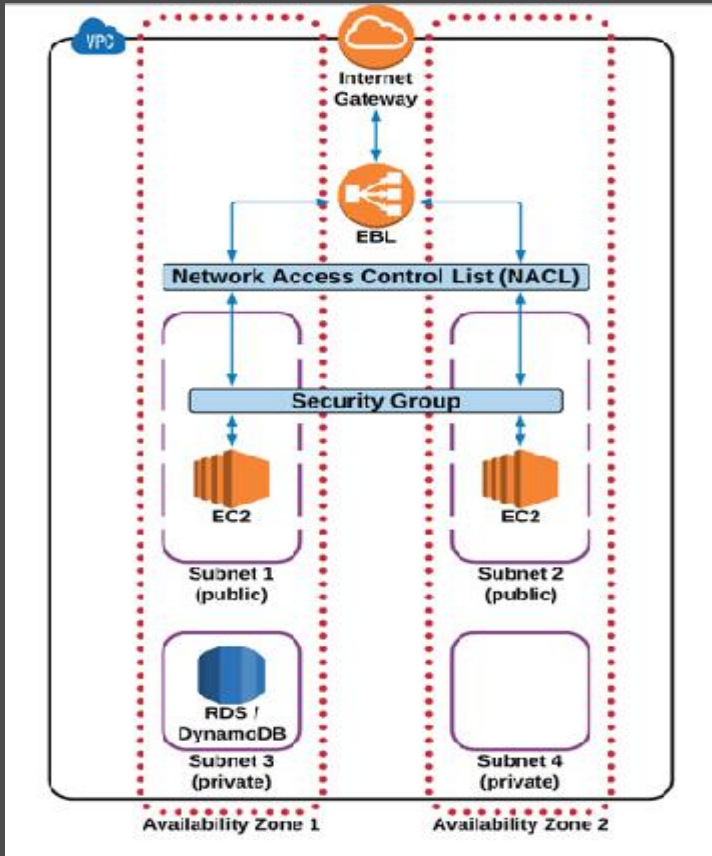 VPC
Internet
Gateway
EBL
Network Access Control List (NACL)
Security Group
EC2
EC2
Subnet 1
(public)
Subnet 2
(public)
RDS /
DynamoDB
Subnet 3
(private)
Subnet 4
(private)
Availability Zone 1
Availability Zone 2